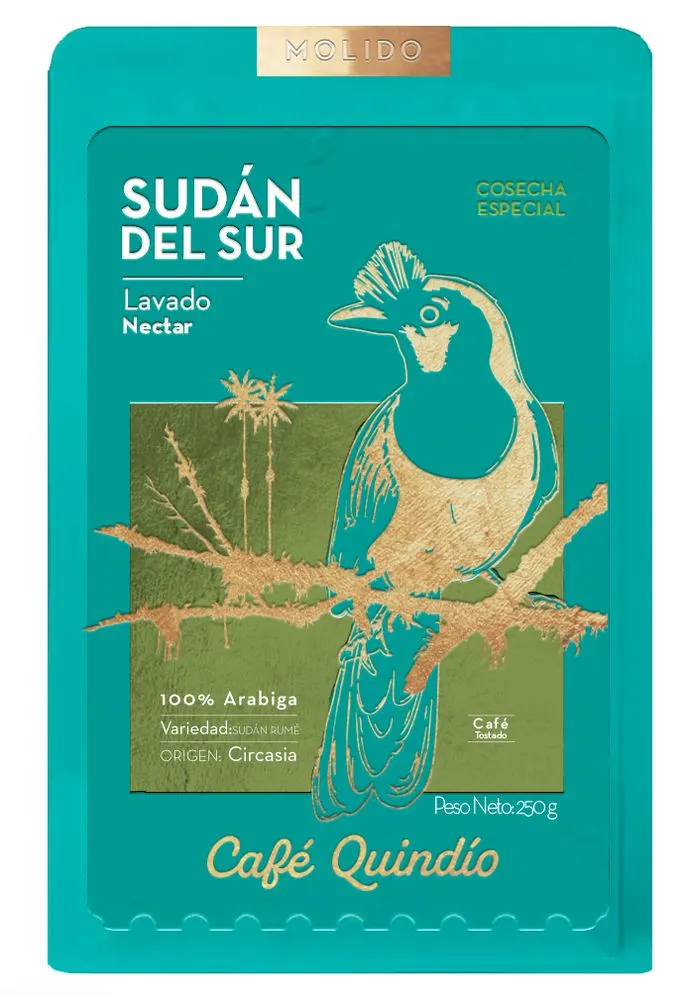 MOLIDO
SUDÁN
DEL SUR
COSECHA
ESPECIAL
Lavado
Nectar
100% Arabiga
Variedad:SUDÁN RUMÉ
ORIGEN: Circasia
Café
Tostado
Peso Neto:250g
Café Quindío